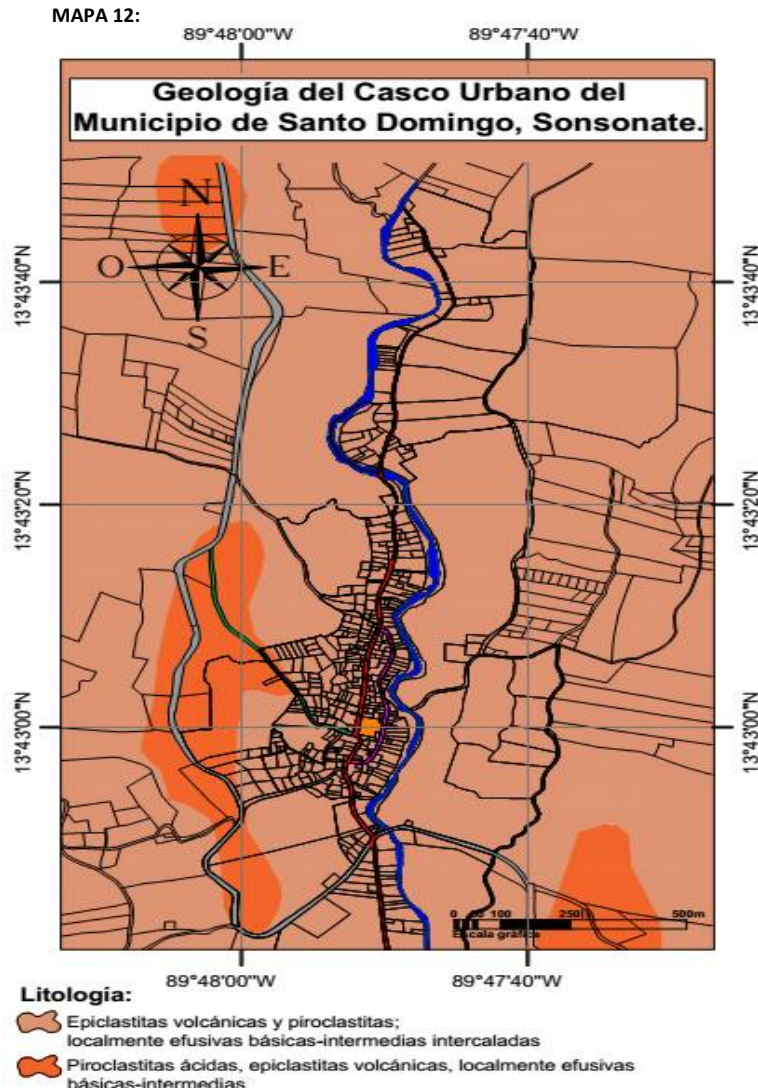 MAPA 12:
89°48'00"W 89°47'40"W
Geología del Casco Urbano del
Municipio de Santo Domingo, Sonsonate.
N
O E
S
13°43'40"N 13°43'40"N
13°43'20"N 13°43'20"N
13°43'00"N 13°43'00"N
0 50 100 250 500m
Escala gráfica
89°48'00"W 89°47'40"W
Litología:
Epiclastitas volcánicas y piroclastitas;
localmente efusivas básicas-intermedias intercaladas
Piroclastitas ácidas, epiclastitas volcánicas, localmente efusivas
básicas-intermedias